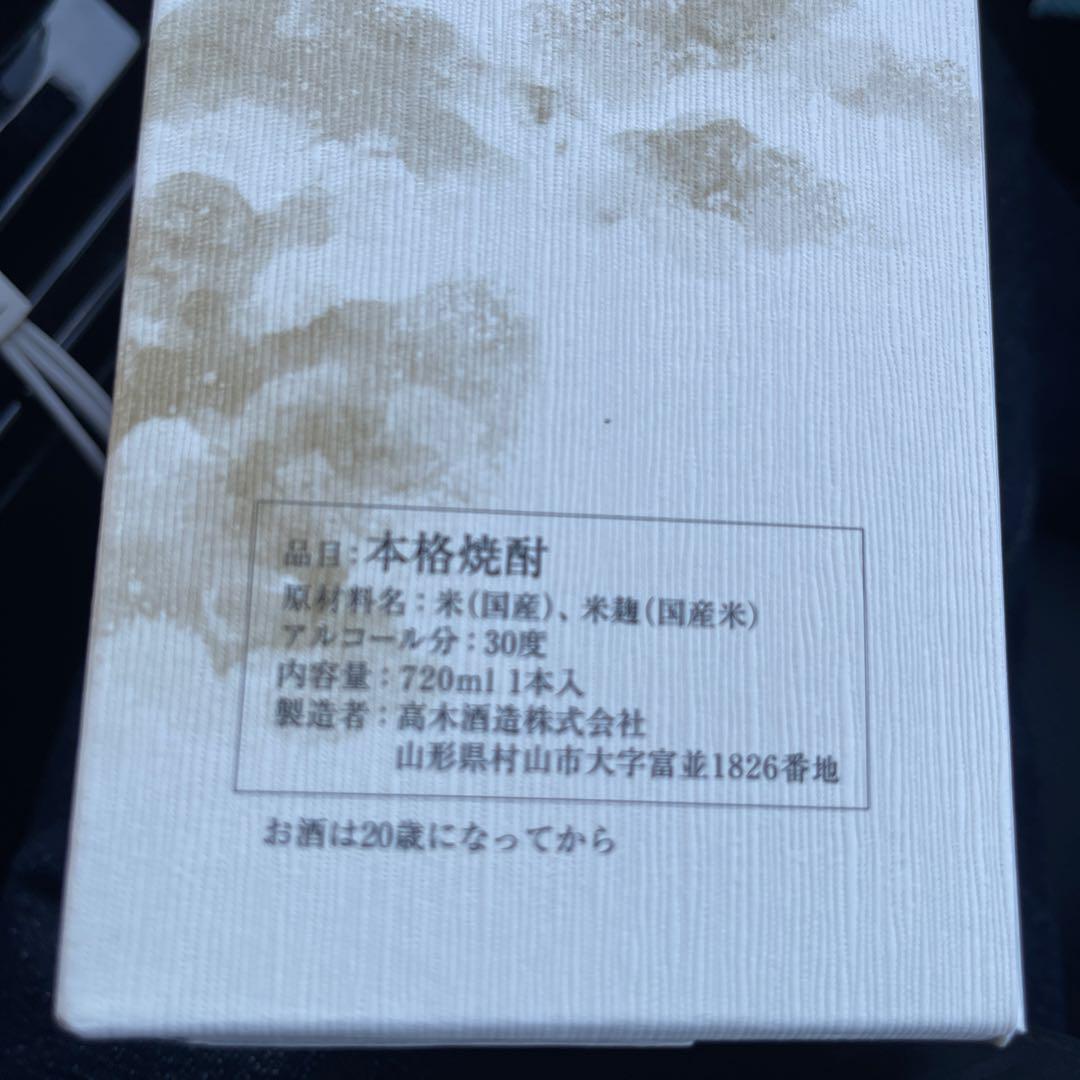 品目:本格焼酎
原材料名:米(国産)、米麹(国産米)
アルコール分:30度
内容量:720ml 1本入
製造者:高木酒造株式会社
山形県村山市大字富並1826番地
お酒は20歳になってから